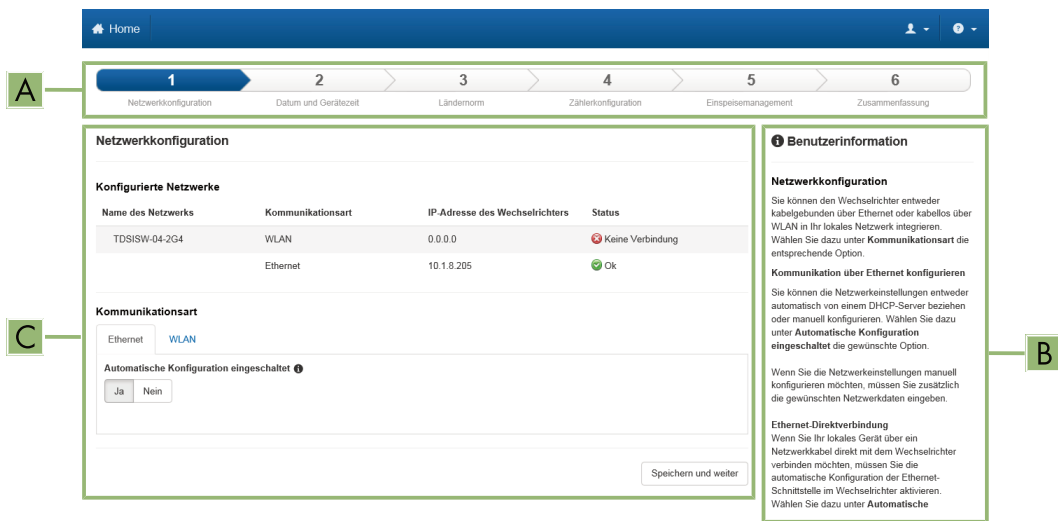 Home
A
1 2 3 4 5 6
Netzwerkkonfiguration Datum und Gerätezeit Ländernorm Zählerkonfiguration Einspeisemanagement Zusammenfassung
C
Netzwerkkonfiguration
Konfigurierte Netzwerke
Name des Netzwerks Kommunikationsart IP-Adresse des Wechselrichters Status
TDSISW-04-2G4 WLAN 0.0.0.0 Keine Verbindung
Ethernet 10.1.8.205 Ok
Kommunikationsart
Ethernet WLAN
Automatische Konfiguration eingeschaltet
Ja Nein
Speichern und weiter
B
Benutzerinformation
Netzwerkkonfiguration
Sie können den Wechselrichter entweder
kabelgebunden über Ethernet oder kabellos über
WLAN in Ihr lokales Netzwerk integrieren.
Wählen Sie dazu unter Kommunikationsart die
entsprechende Option.
Kommunikation über Ethernet konfigurieren
Sie können die Netzwerkeinstellungen entweder
automatisch von einem DHCP-Server beziehen
oder manuell konfigurieren. Wählen Sie dazu
unter Automatische Konfiguration
eingeschaltet die gewünschte Option.
Wenn Sie die Netzwerkeinstellungen manuell
konfigurieren möchten, müssen Sie zusätzlich
die gewünschten Netzwerkdaten eingeben.
Ethernet-Direktverbindung
Wenn Sie Ihr lokales Gerät über ein
Netzwerkkabel direkt mit dem Wechselrichter
verbinden möchten, müssen Sie die
automatische Konfiguration der Ethernet-
Schnittstelle im Wechselrichter aktivieren.
Wählen Sie dazu unter Automatische